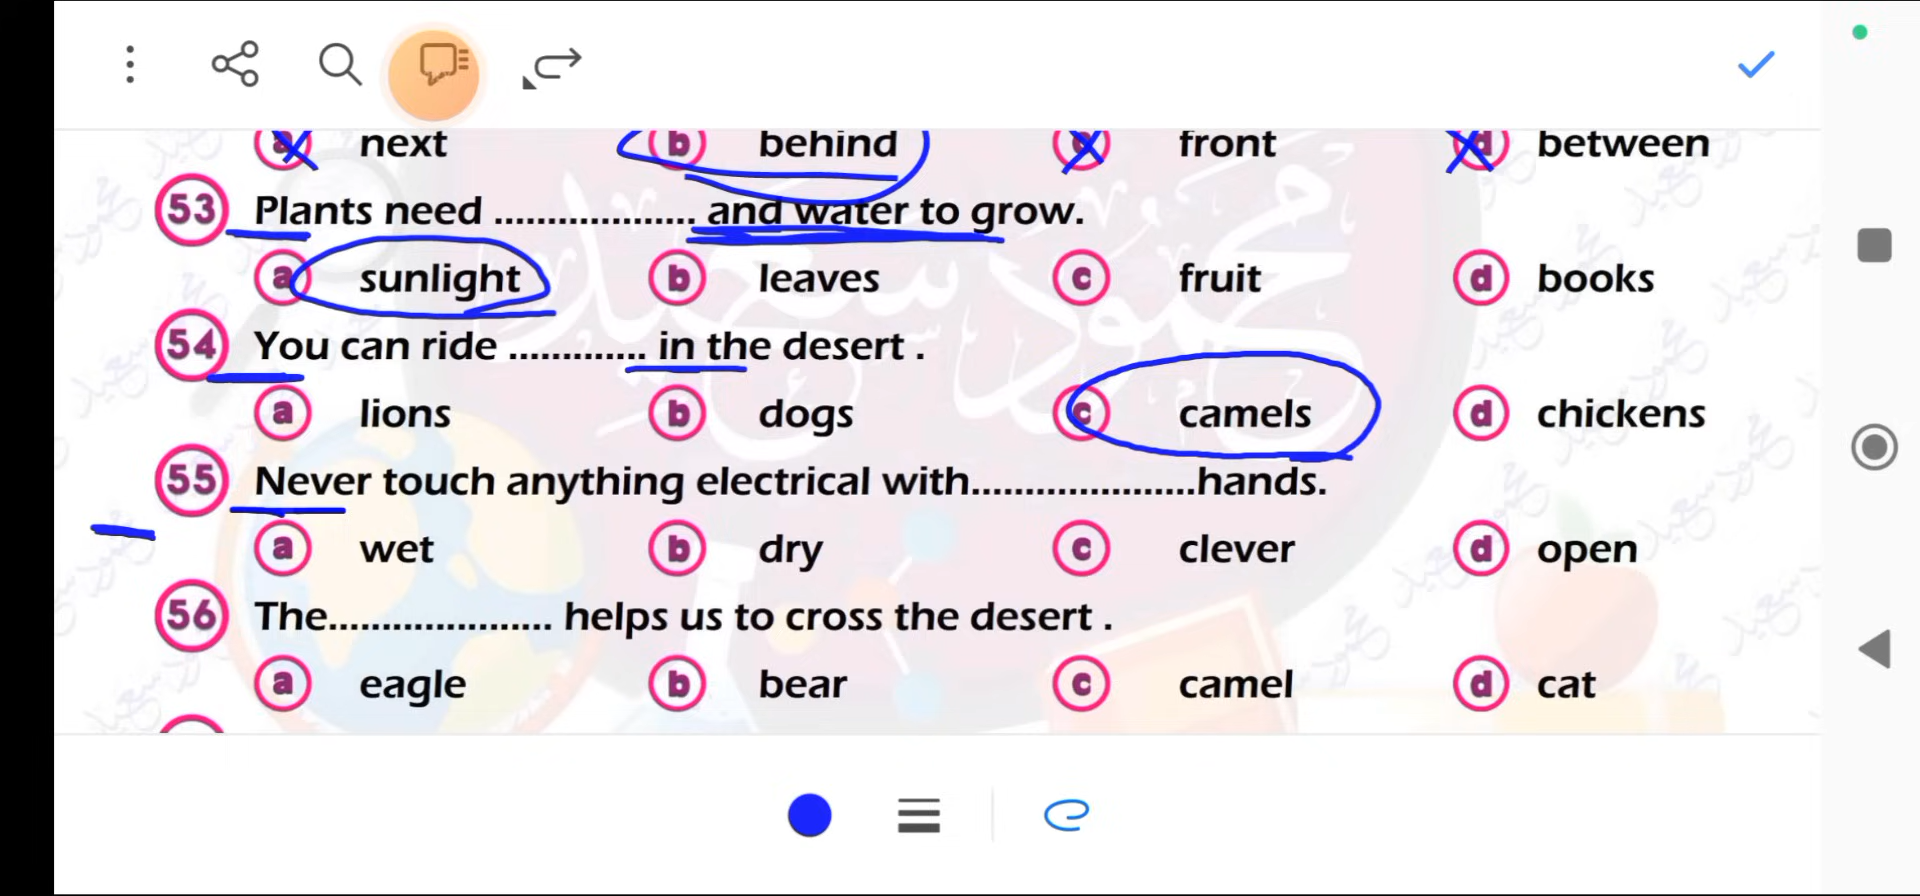 a next b behind c front d between
53 Plants need ................... and water to grow.
a sunlight b leaves c fruit d books
54 You can ride ............. in the desert .
a lions b dogs c camels d chickens
55 Never touch anything electrical with.....................hands.
a wet b dry c clever d open
56 The..................... helps us to cross the desert .
a eagle b bear c camel d cat
محمود سعيد